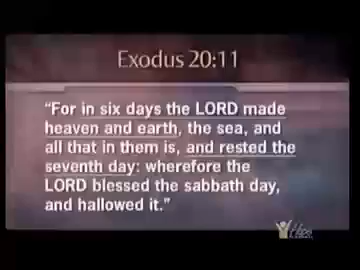 Exodus 20:11
“For in six days the LORD made
heaven and earth, the sea, and
all that in them is, and rested the
seventh day: wherefore the
LORD blessed the sabbath day,
and hallowed it.”
Hope